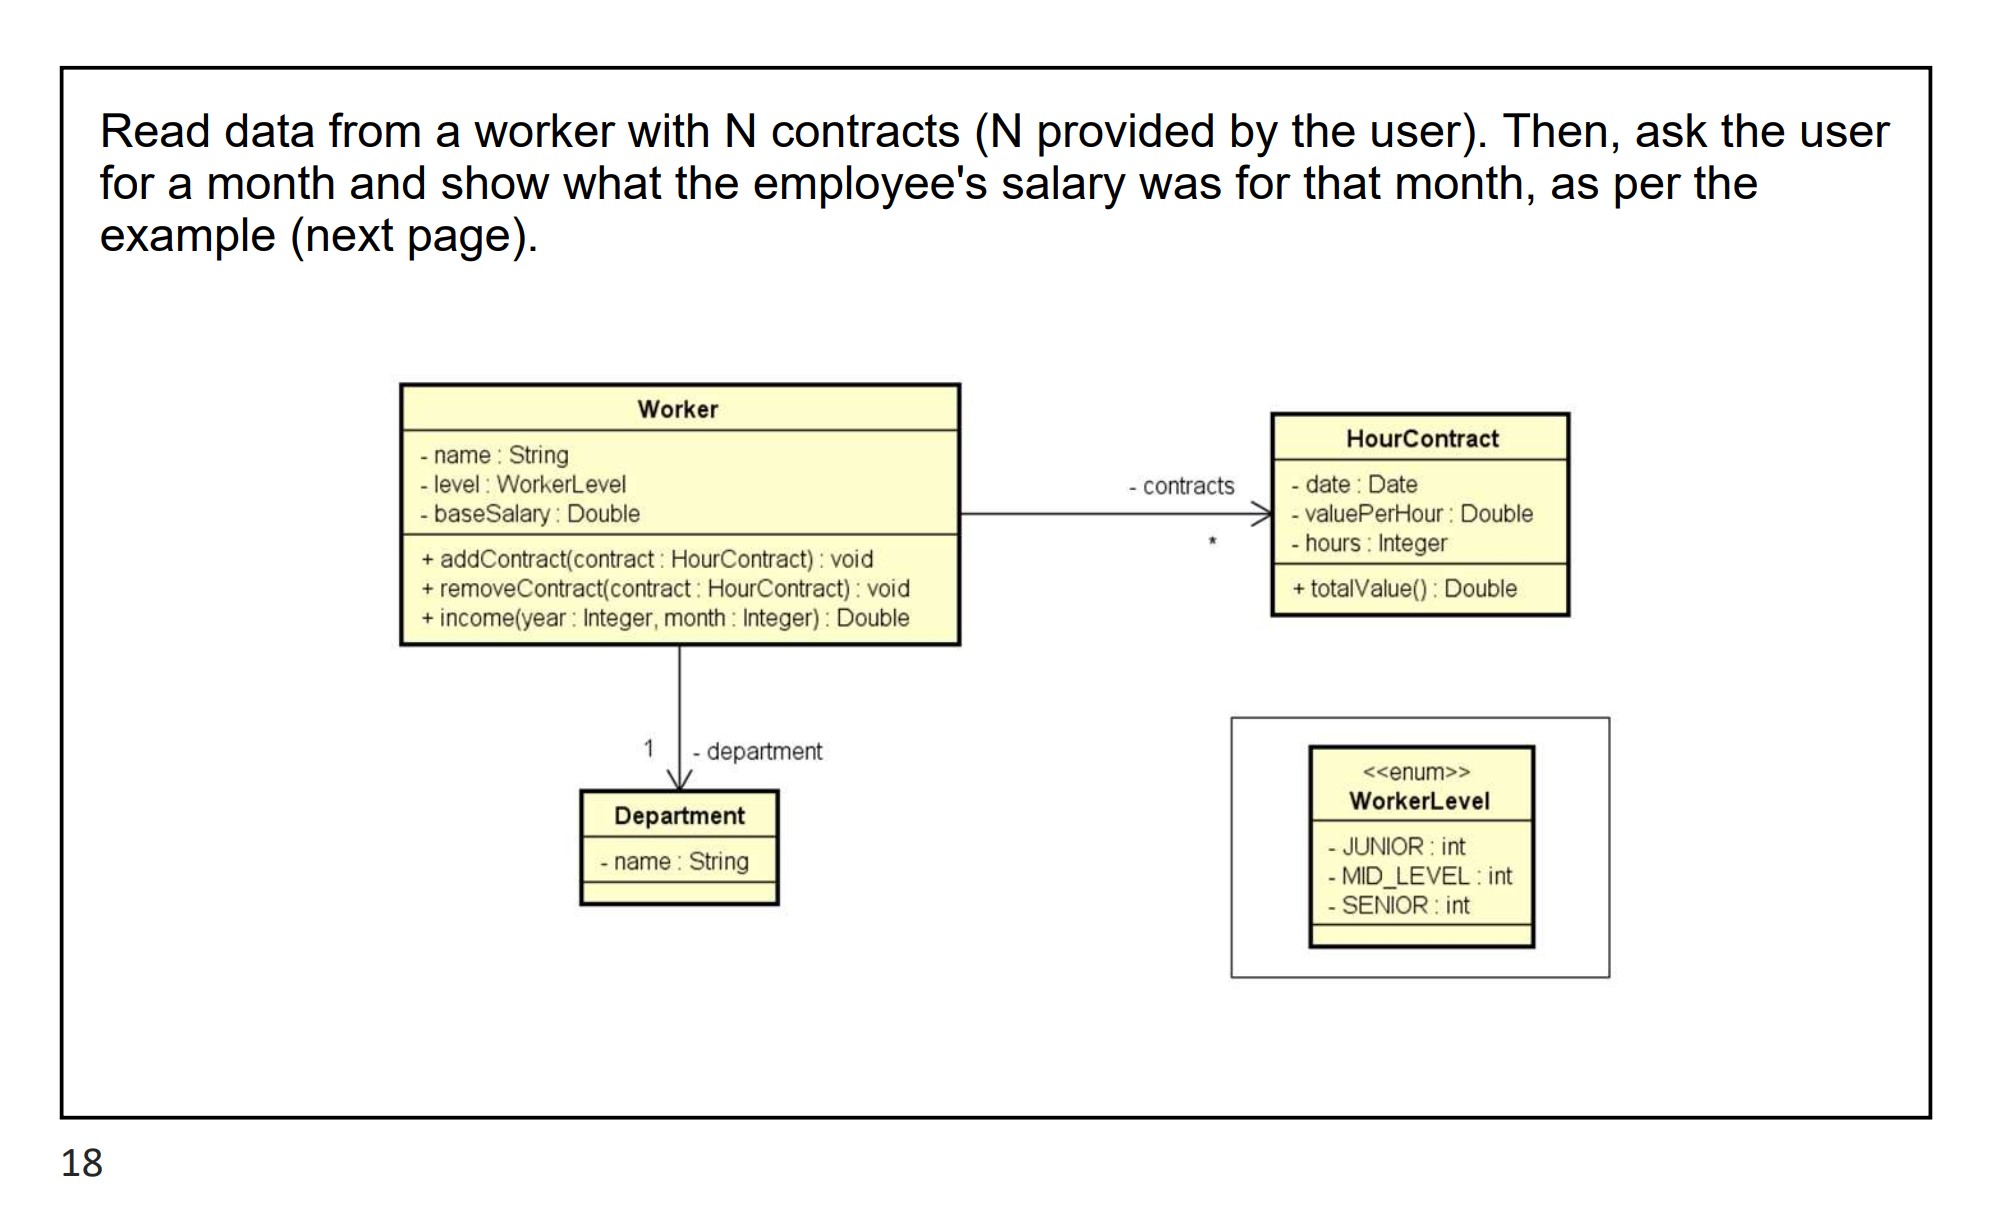 Read data from a worker with N contracts (N provided by the user). Then, ask the user
for a month and show what the employee's salary was for that month, as per the
example (next page).
Worker
- name : String
- level : WorkerLevel
- baseSalary : Double
+ addContract(contract : HourContract) : void
+ removeContract(contract : HourContract) : void
+ income(year : Integer, month : Integer) : Double
- contracts
*
HourContract
- date : Date
- valuePerHour : Double
- hours : Integer
+ totalValue() : Double
1
- department
Department
- name : String
<<enum>>
WorkerLevel
- JUNIOR : int
- MID_LEVEL : int
- SENIOR : int
18